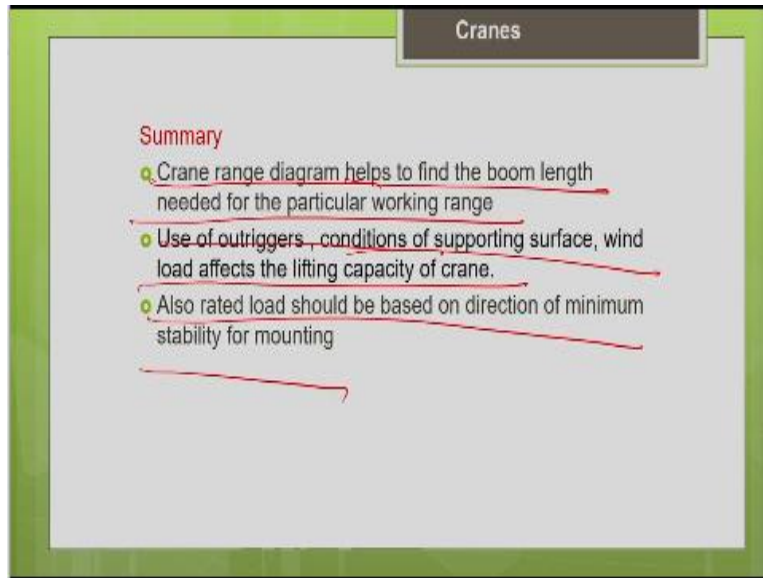 Cranes
Summary
Crane range diagram helps to find the boom length
needed for the particular working range
Use of outriggers , conditions of supporting surface, wind
load affects the lifting capacity of crane.
Also rated load should be based on direction of minimum
stability for mounting